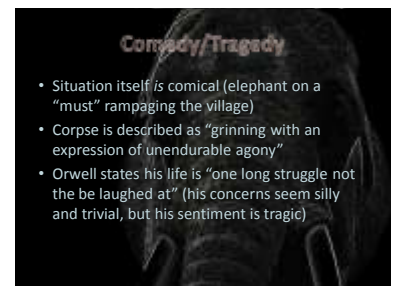 Comedy/Tragedy
• Situation itself is comical (elephant on a
“must” rampaging the village)
• Corpse is described as “grinning with an
expression of unendurable agony”
• Orwell states his life is “one long struggle not
the be laughed at” (his concerns seem silly
and trivial, but his sentiment is tragic)